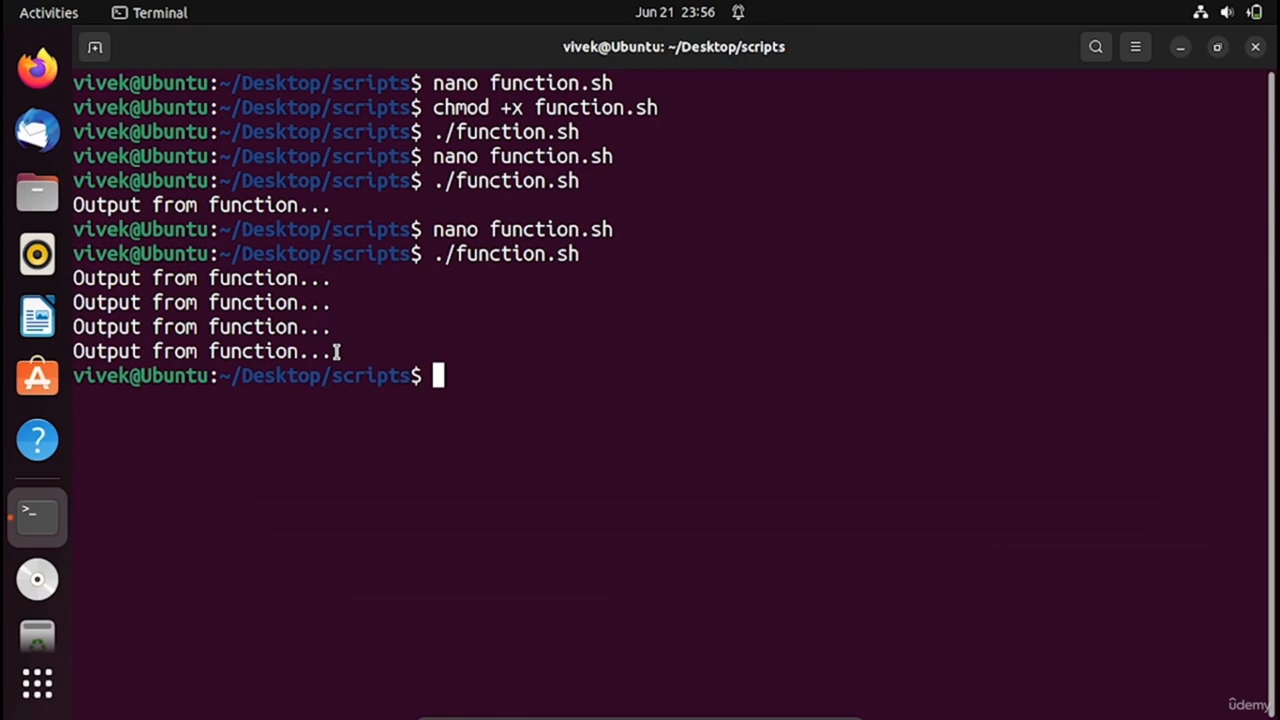 Activities
Terminal
Jun 21 23:56
vivek@Ubuntu: ~/Desktop/scripts
vivek@Ubuntu:~/Desktop/scripts$ nano function.sh
vivek@Ubuntu:~/Desktop/scripts$ chmod +x function.sh
vivek@Ubuntu:~/Desktop/scripts$ ./function.sh
vivek@Ubuntu:~/Desktop/scripts$ nano function.sh
vivek@Ubuntu:~/Desktop/scripts$ ./function.sh
Output from function...
vivek@Ubuntu:~/Desktop/scripts$ nano function.sh
vivek@Ubuntu:~/Desktop/scripts$ ./function.sh
Output from function...
Output from function...
Output from function...
Output from function...
vivek@Ubuntu:~/Desktop/scripts$
udemy